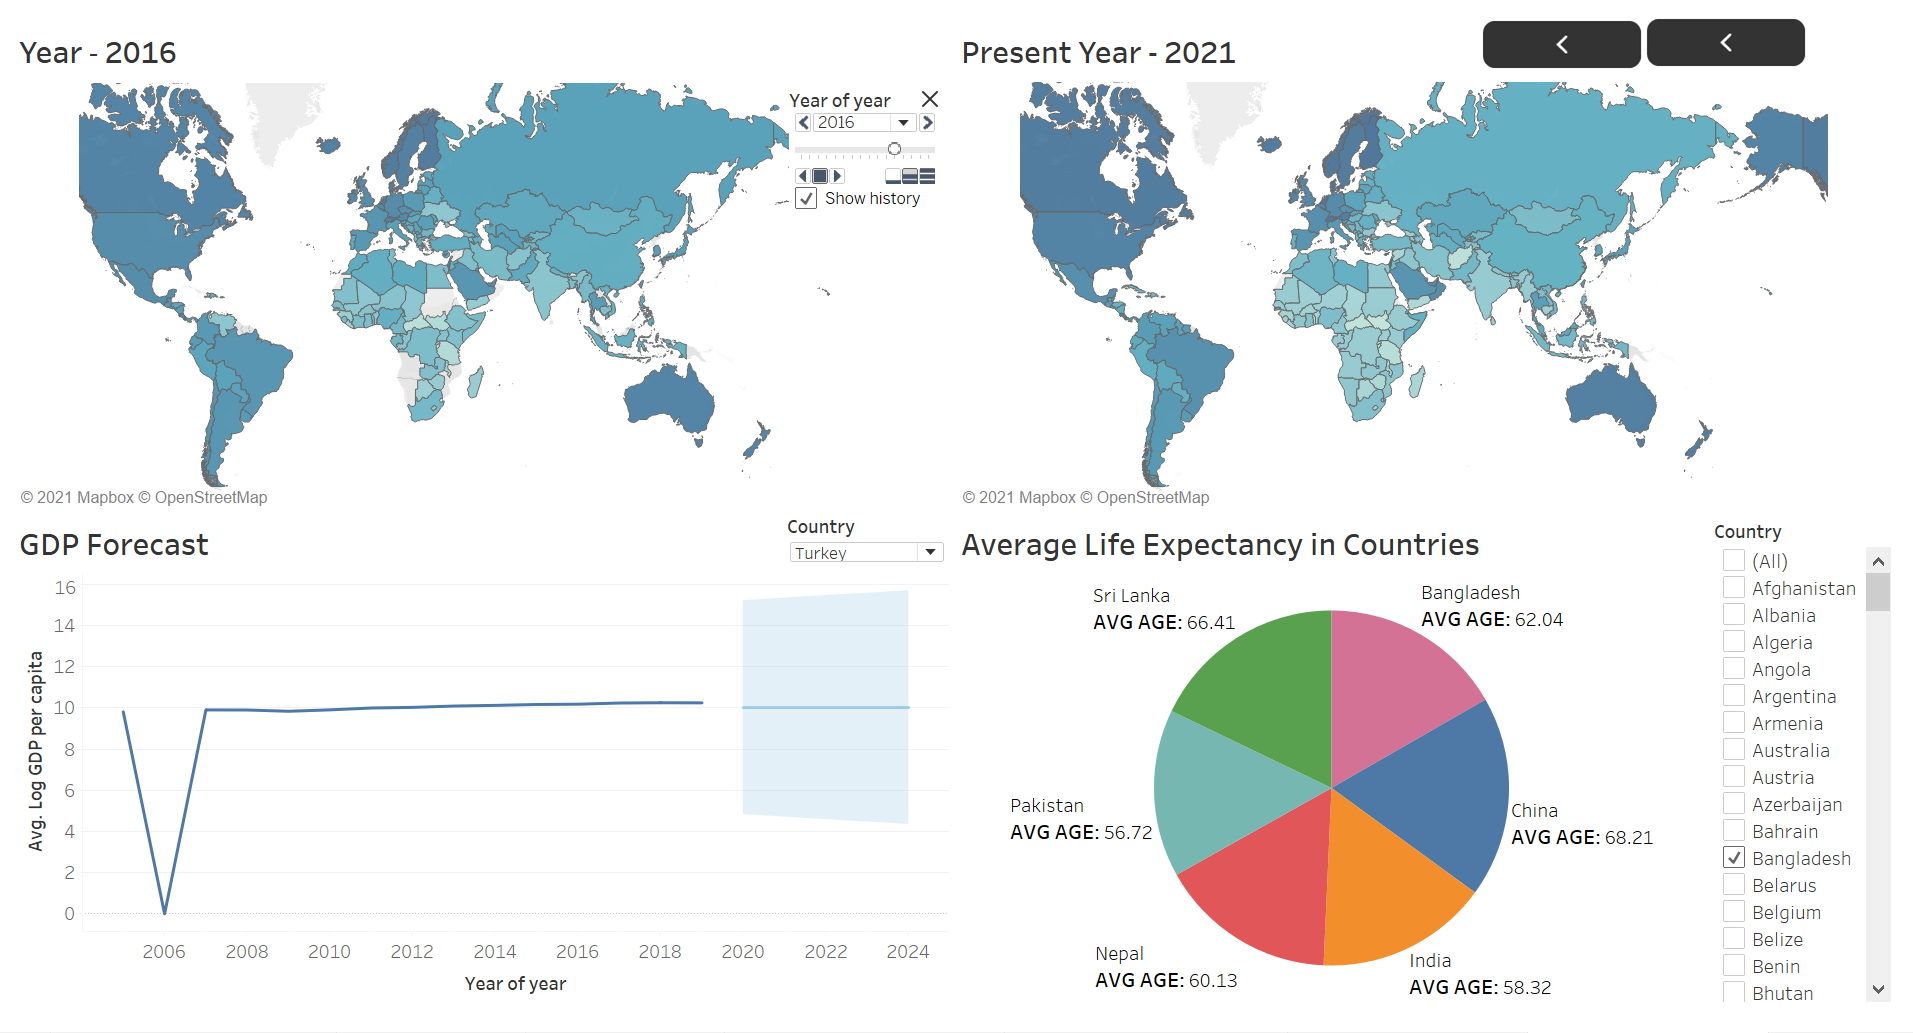 Year - 2016
Present Year - 2021
Year of year
2016
Show history
© 2021 Mapbox © OpenStreetMap
© 2021 Mapbox © OpenStreetMap
GDP Forecast
Country
Turkey
16
14
12
10
8
6
4
2
0
Avg. Log GDP per capita
2006
2008
2010
2012
2014
2016
2018
2020
2022
2024
Year of year
Average Life Expectancy in Countries
Sri Lanka
AVG AGE: 66.41
Bangladesh
AVG AGE: 62.04
Pakistan
AVG AGE: 56.72
China
AVG AGE: 68.21
Nepal
AVG AGE: 60.13
India
AVG AGE: 58.32
Country
(All)
Afghanistan
Albania
Algeria
Angola
Argentina
Armenia
Australia
Austria
Azerbaijan
Bahrain
Bangladesh
Belarus
Belgium
Belize
Benin
Bhutan